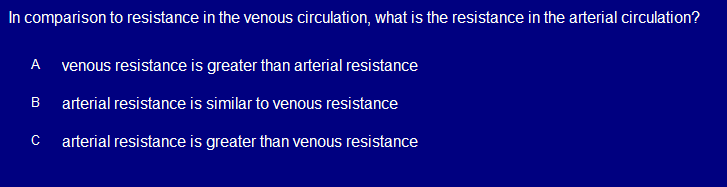 In comparison to resistance in the venous circulation, what is the resistance in the arterial circulation?
A venous resistance is greater than arterial resistance
B arterial resistance is similar to venous resistance
C arterial resistance is greater than venous resistance